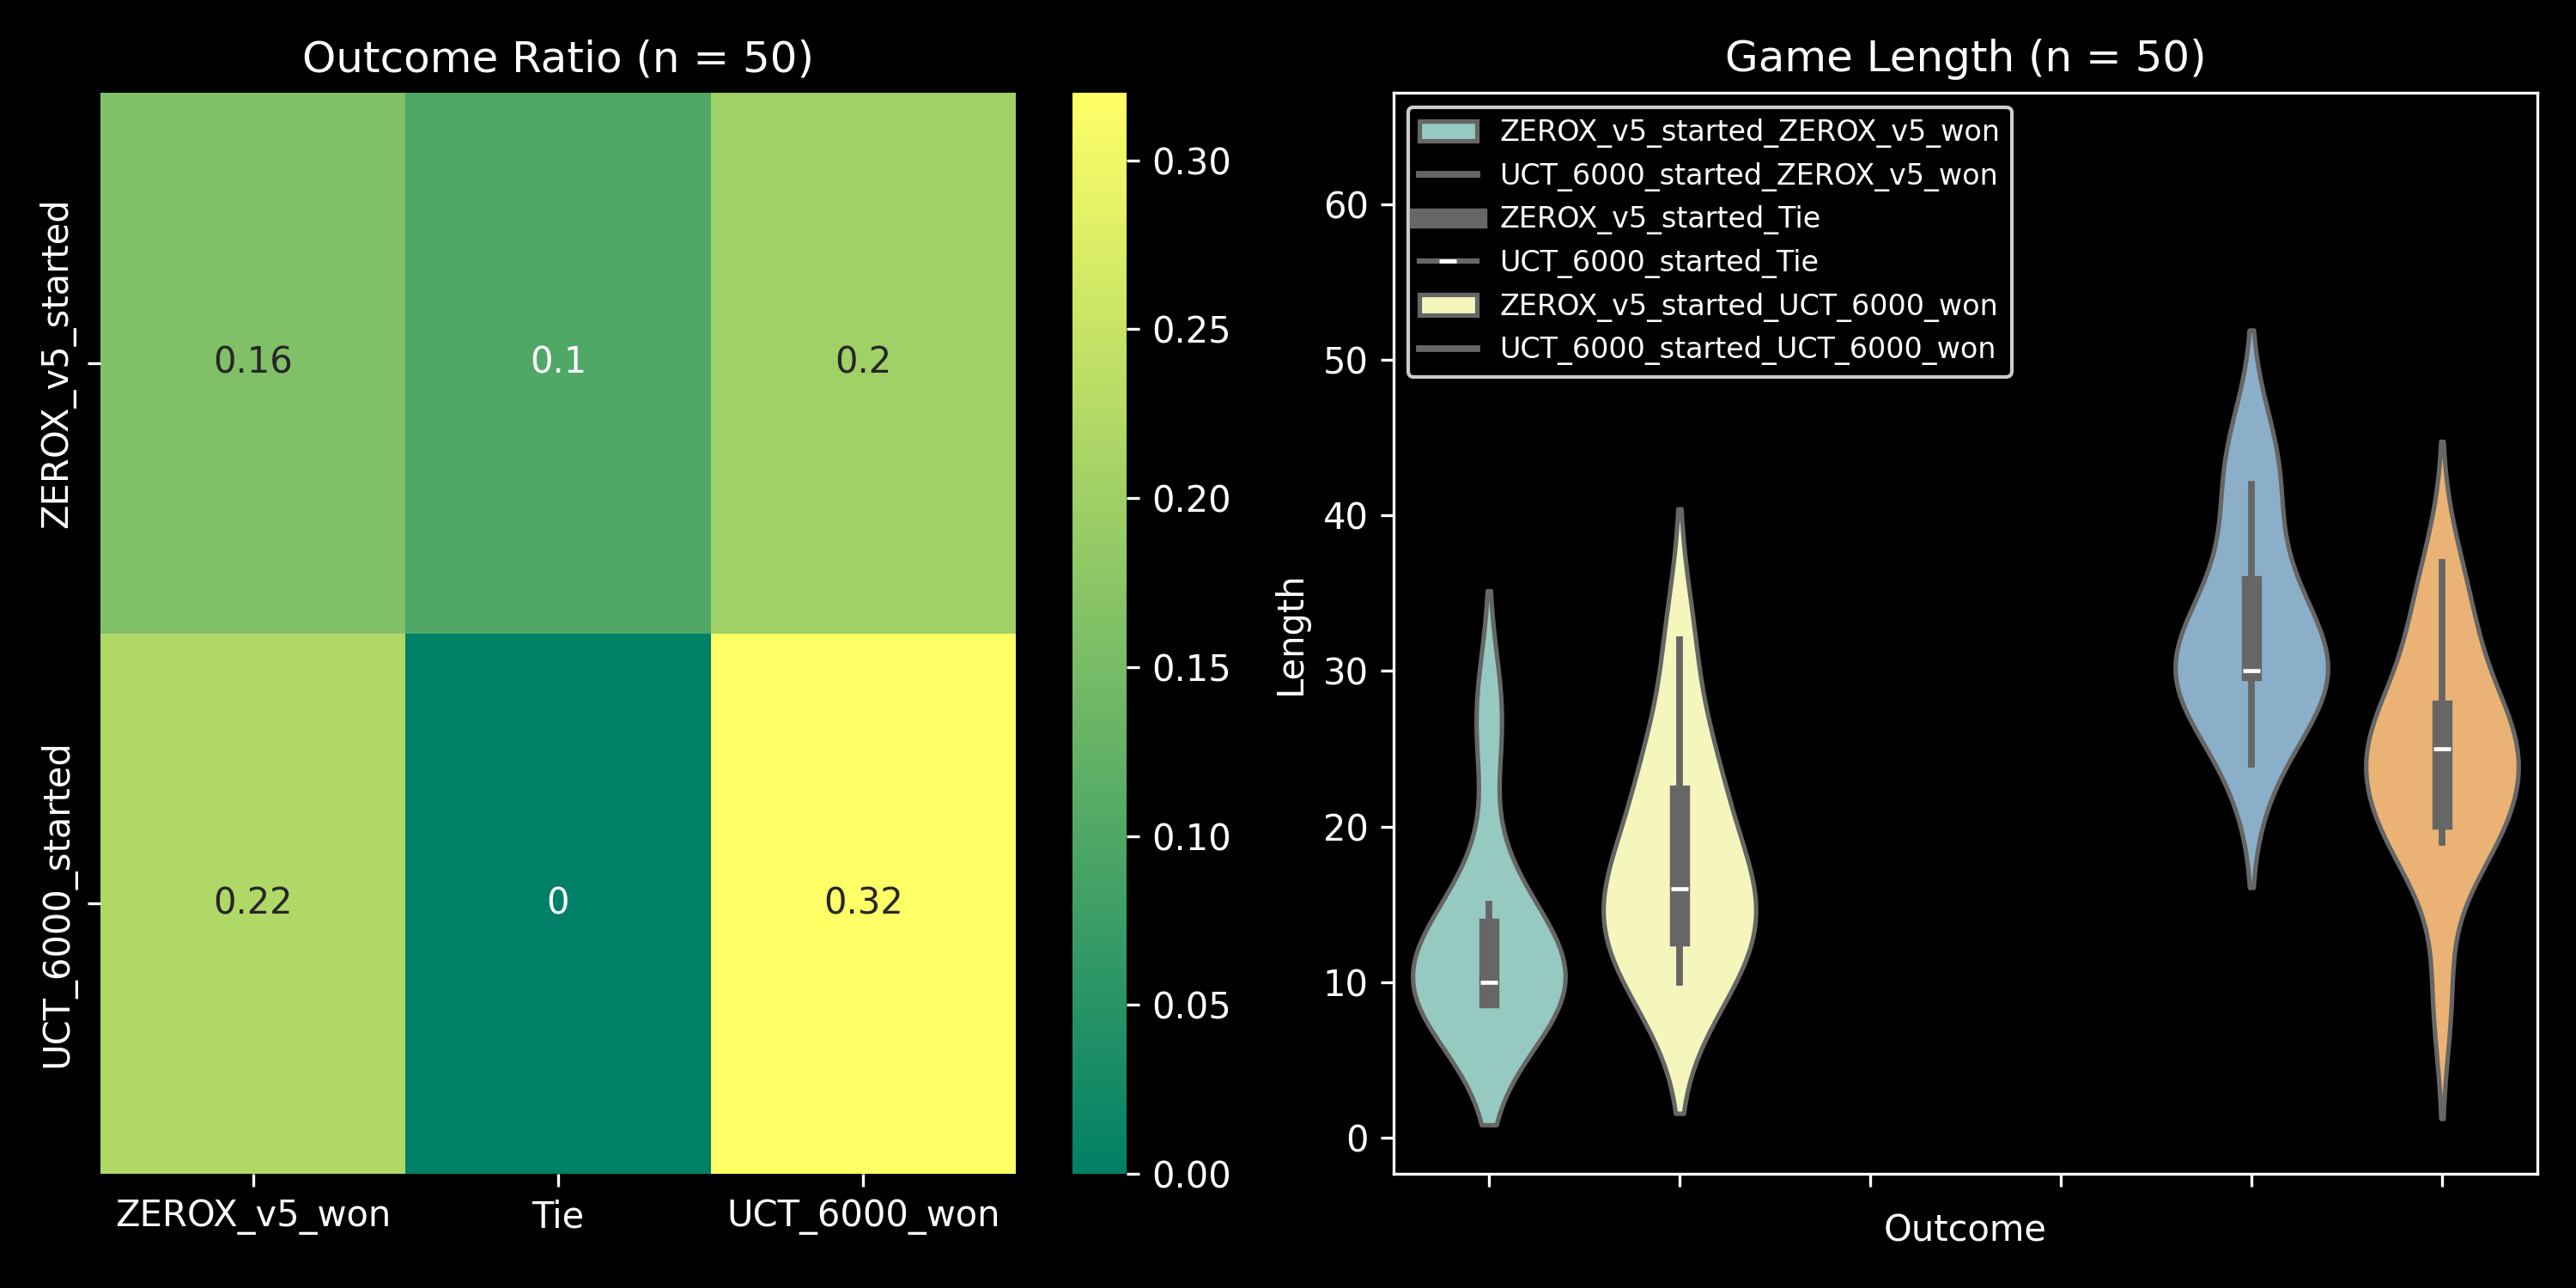 Outcome Ratio (n = 50)
ZEROX_v5_started
UCT_6000_started
0.16
0.1
0.2
0.22
0
0.32
ZEROX_v5_won
Tie
UCT_6000_won
0.30
0.25
0.20
0.15
0.10
0.05
0.00
Game Length (n = 50)
ZEROX_v5_started_ZEROX_v5_won
UCT_6000_started_ZEROX_v5_won
ZEROX_v5_started_Tie
UCT_6000_started_Tie
ZEROX_v5_started_UCT_6000_won
UCT_6000_started_UCT_6000_won
Length
60
50
40
30
20
10
0
Outcome